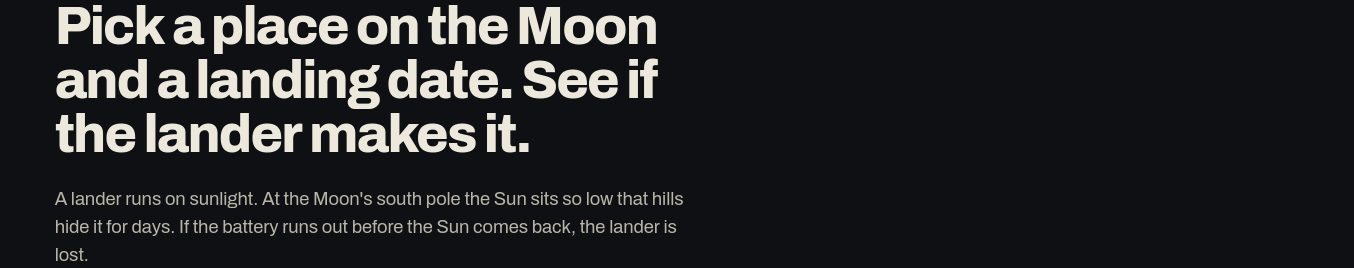 Pick a place on the Moon
and a landing date. See if
the lander makes it.
A lander runs on sunlight. At the Moon's south pole the Sun sits so low that hills
hide it for days. If the battery runs out before the Sun comes back, the lander is
lost.